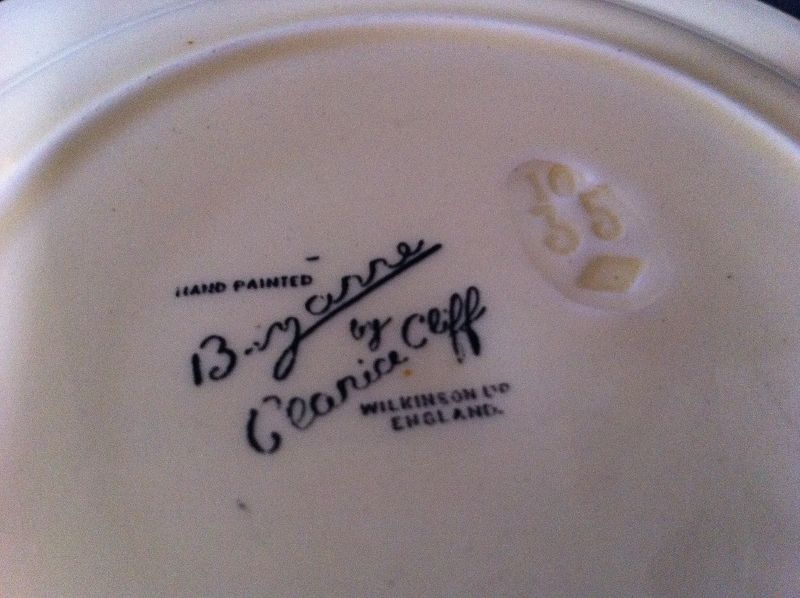 HAND PAINTED
Bizarre
by
Clarice Cliff
WILKINSON LTD
ENGLAND.
10
35